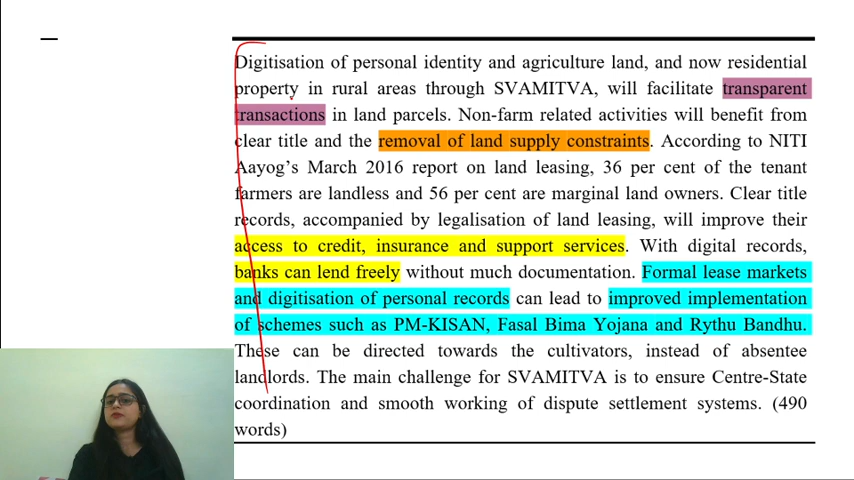 Digitisation of personal identity and agriculture land, and now residential
property in rural areas through SVAMITVA, will facilitate transparent
transactions in land parcels. Non-farm related activities will benefit from
clear title and the removal of land supply constraints. According to NITI
Aayog's March 2016 report on land leasing, 36 per cent of the tenant
farmers are landless and 56 per cent are marginal land owners. Clear title
records, accompanied by legalisation of land leasing, will improve their
access to credit, insurance and support services. With digital records,
banks can lend freely without much documentation. Formal lease markets
and digitisation of personal records can lead to improved implementation
of schemes such as PM-KISAN, Fasal Bima Yojana and Rythu Bandhu.
These can be directed towards the cultivators, instead of absentee
landlords. The main challenge for SVAMITVA is to ensure Centre-State
coordination and smooth working of dispute settlement systems. (490
words)